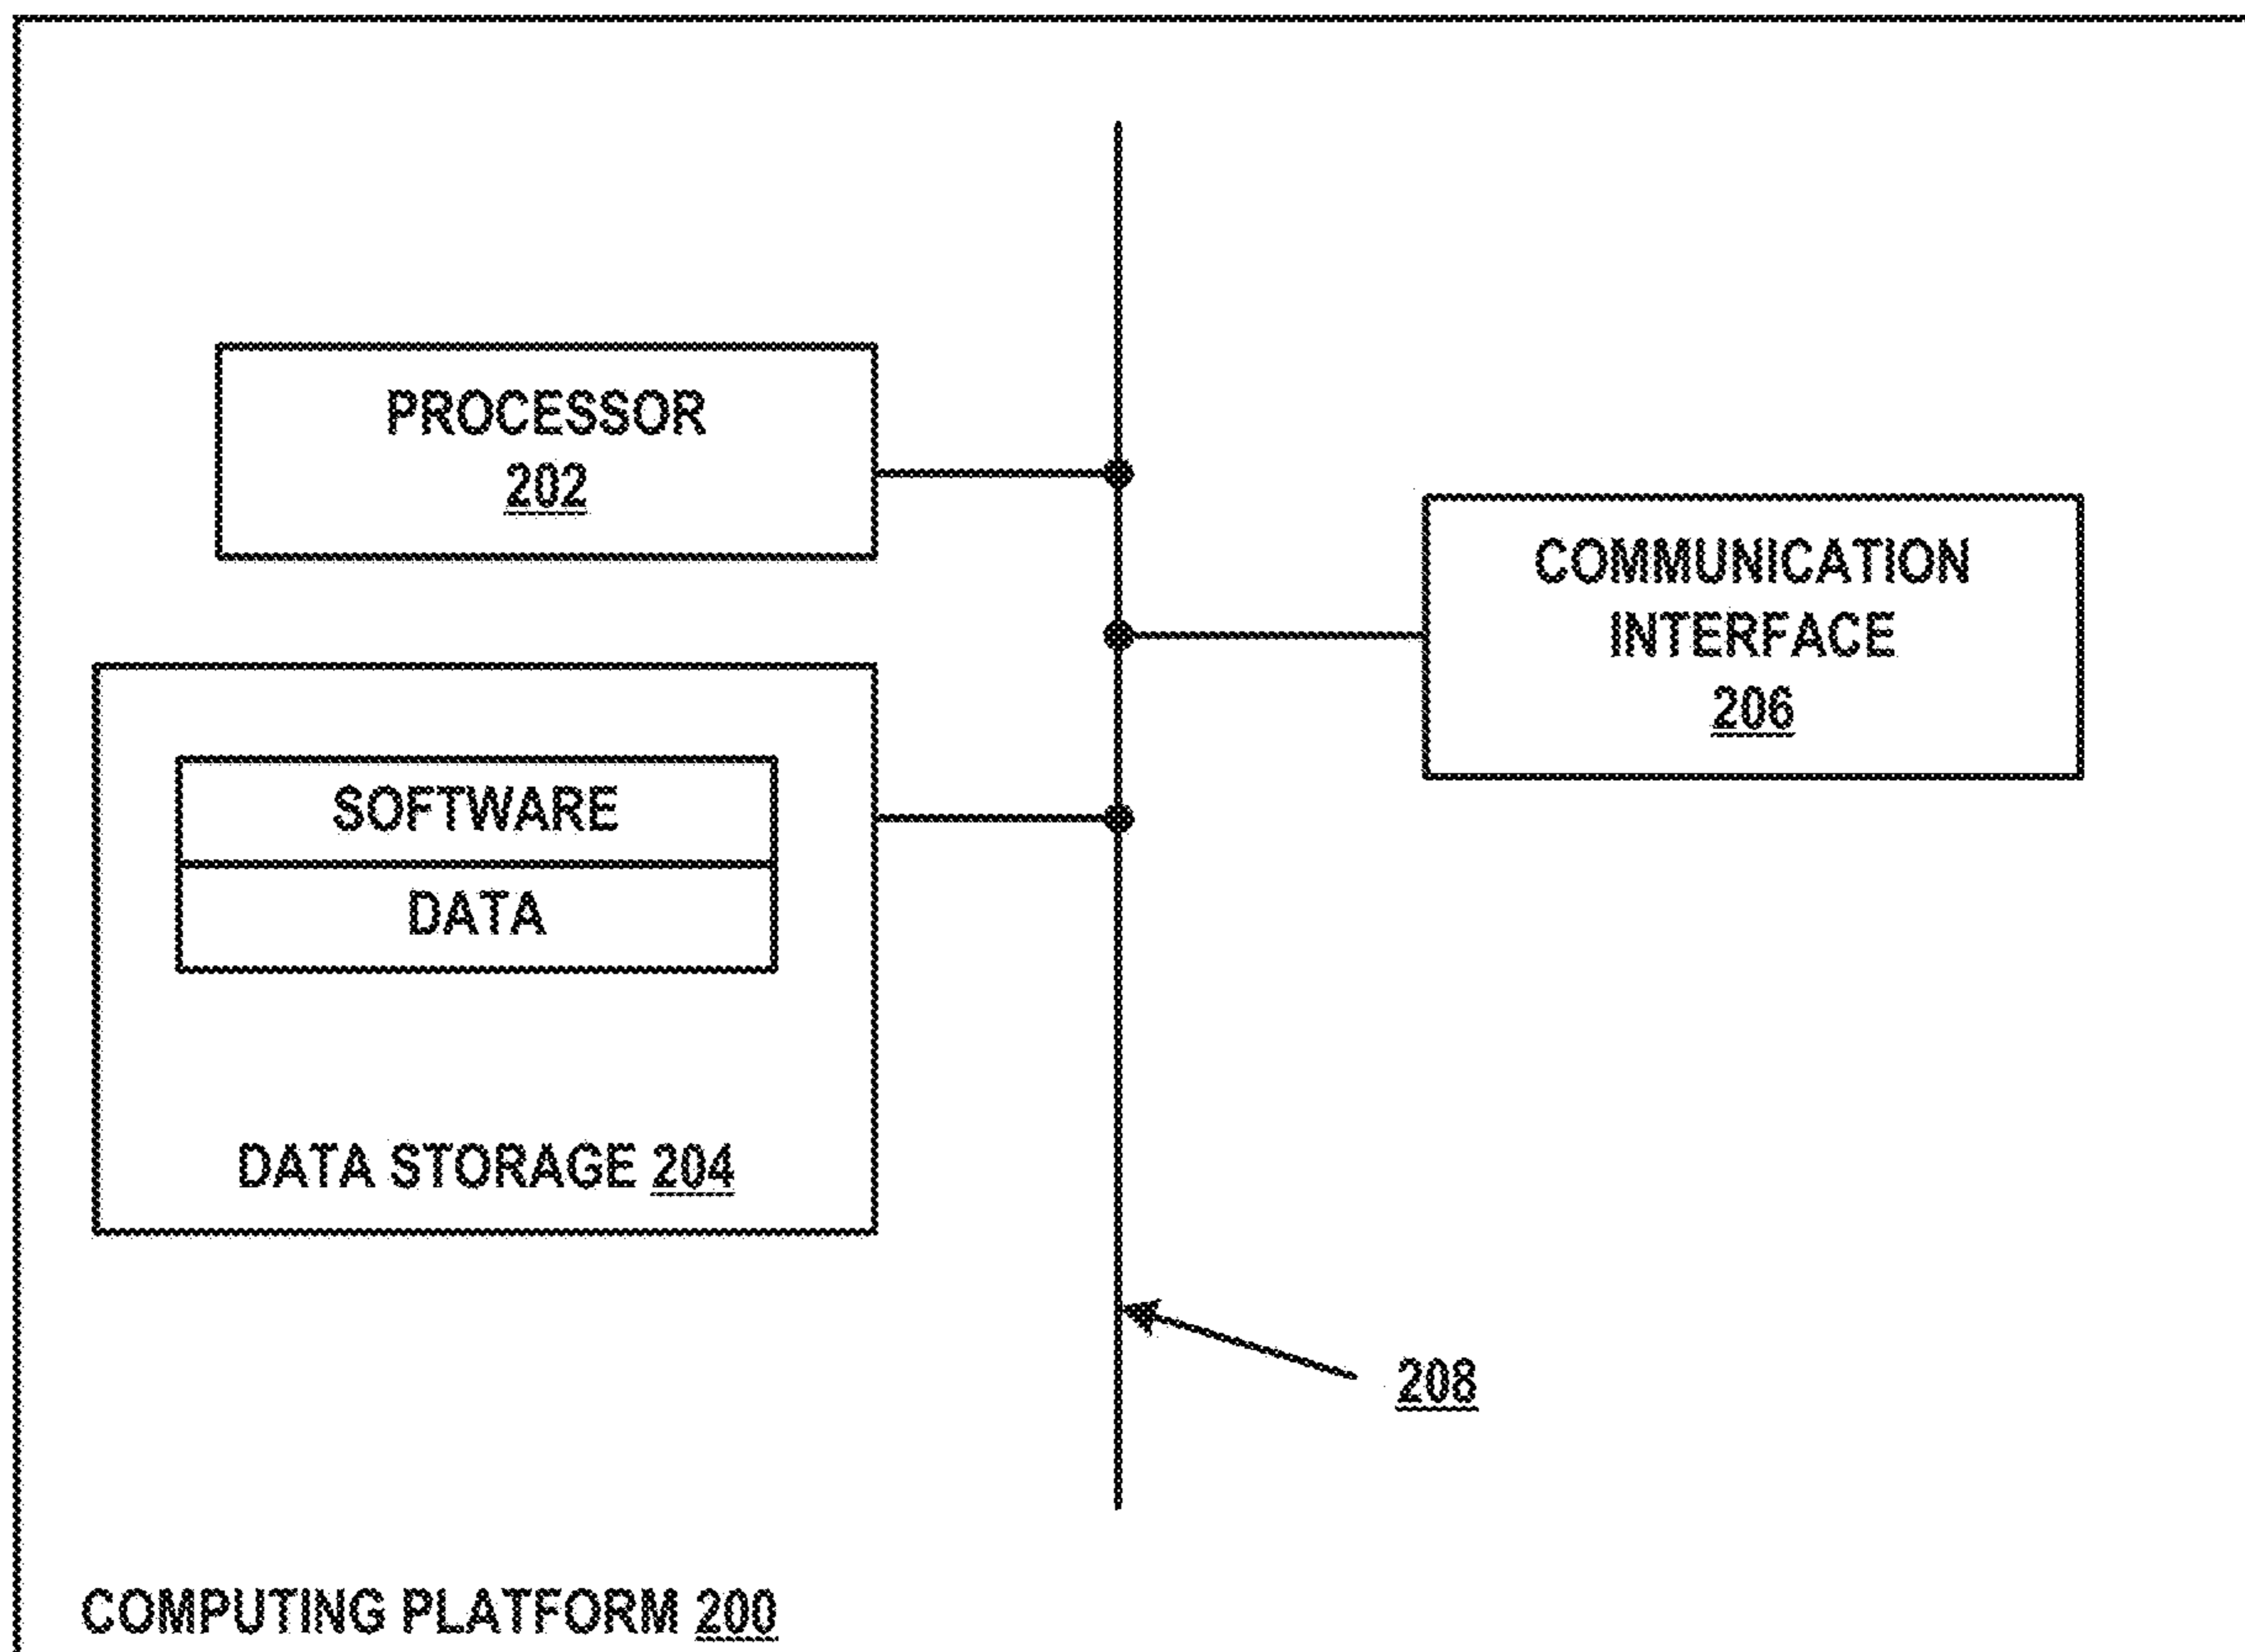 PROCESSOR
202
COMMUNICATION
INTERFACE
206
SOFTWARE
DATA
DATA STORAGE 204
208
COMPUTING PLATFORM 200